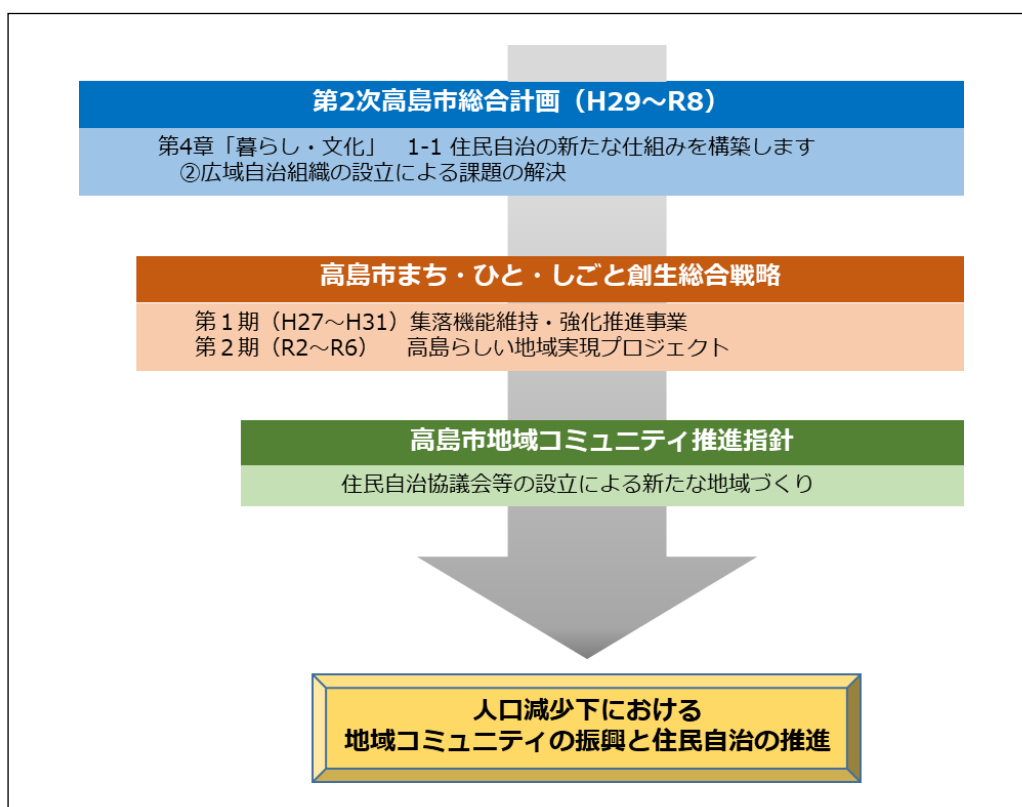 第2次高島市総合計画（H29～R8）
第4章「暮らし・文化」　1-1 住民自治の新たな仕組みを構築します
②広域自治組織の設立による課題の解決
高島市まち・ひと・しごと創生総合戦略
第１期（H27～H31）集落機能維持・強化推進事業
第２期（R2～R6）　高島らしい地域実現プロジェクト
高島市地域コミュニティ推進指針
住民自治協議会等の設立による新たな地域づくり
人口減少下における
地域コミュニティの振興と住民自治の推進